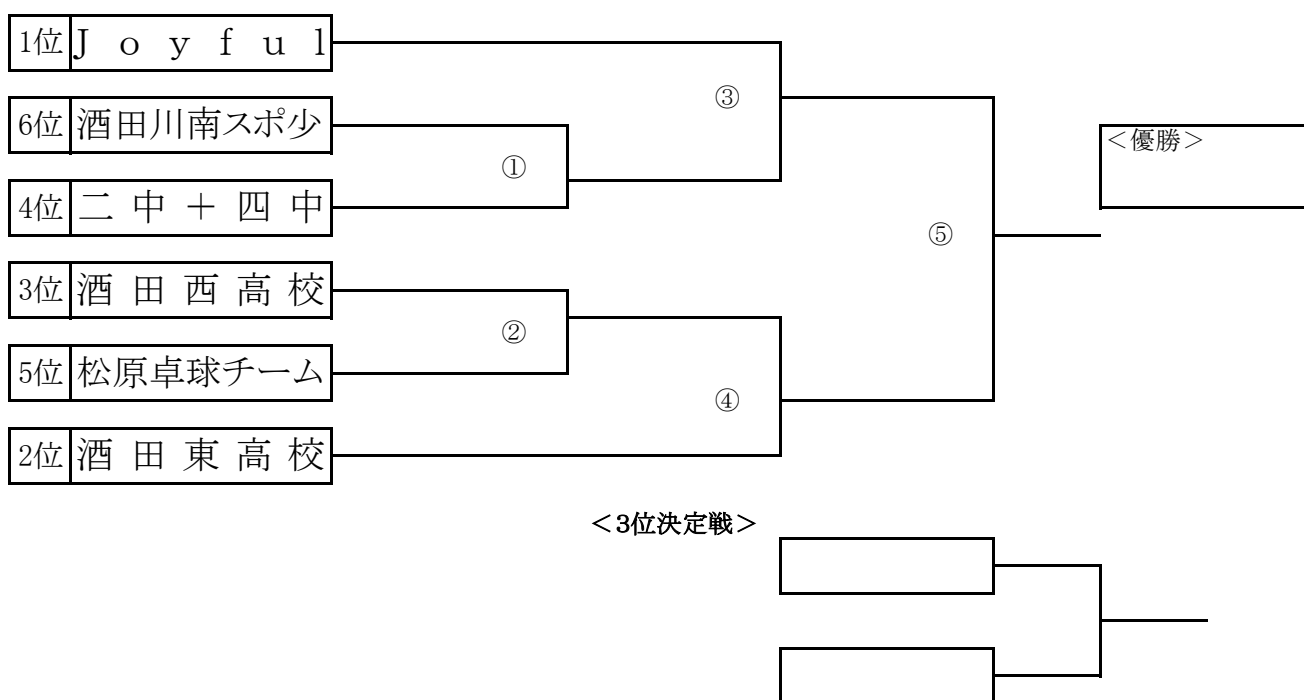 1位 Joyful
③
6位 酒田川南スポ少
＜優勝＞
①
4位 二中＋四中
⑤
3位 酒田西高校
②
5位 松原卓球チーム
④
2位 酒田東高校
＜3位決定戦＞